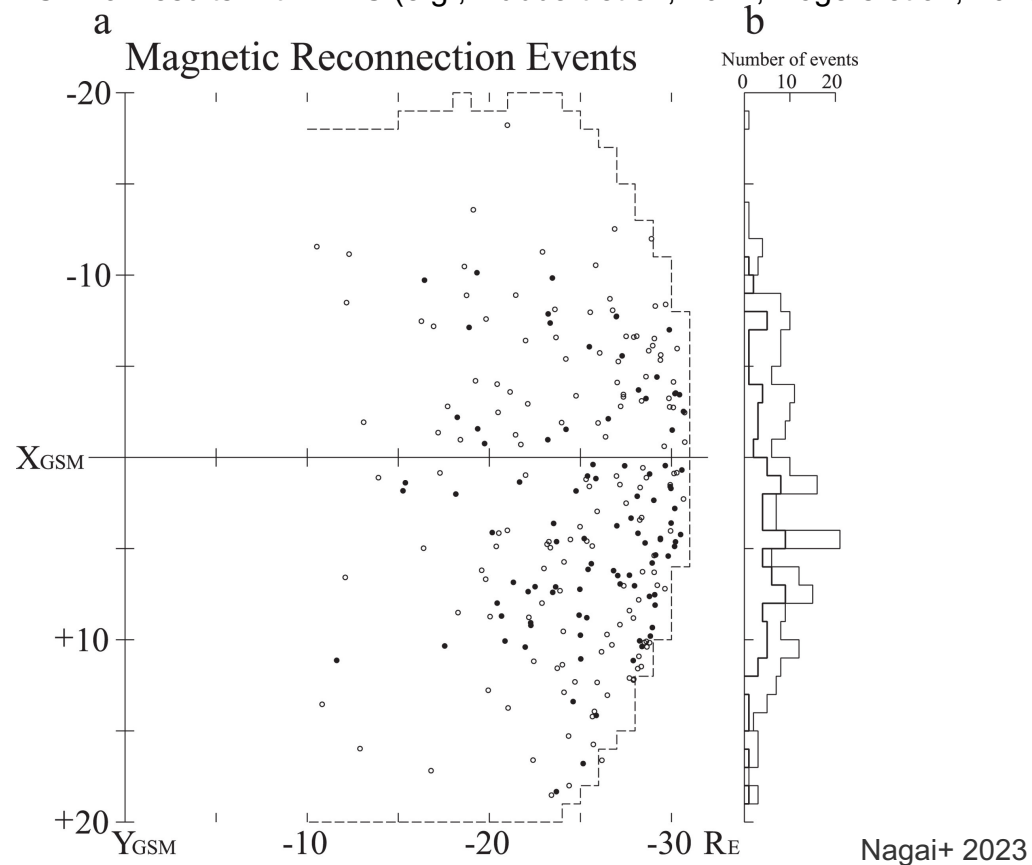 a
b
Magnetic Reconnection Events
Number of events
0 10 20
-20
-10
XGSM
+10
+20
YGSM -10 -20 -30 RE
Nagai+ 2023